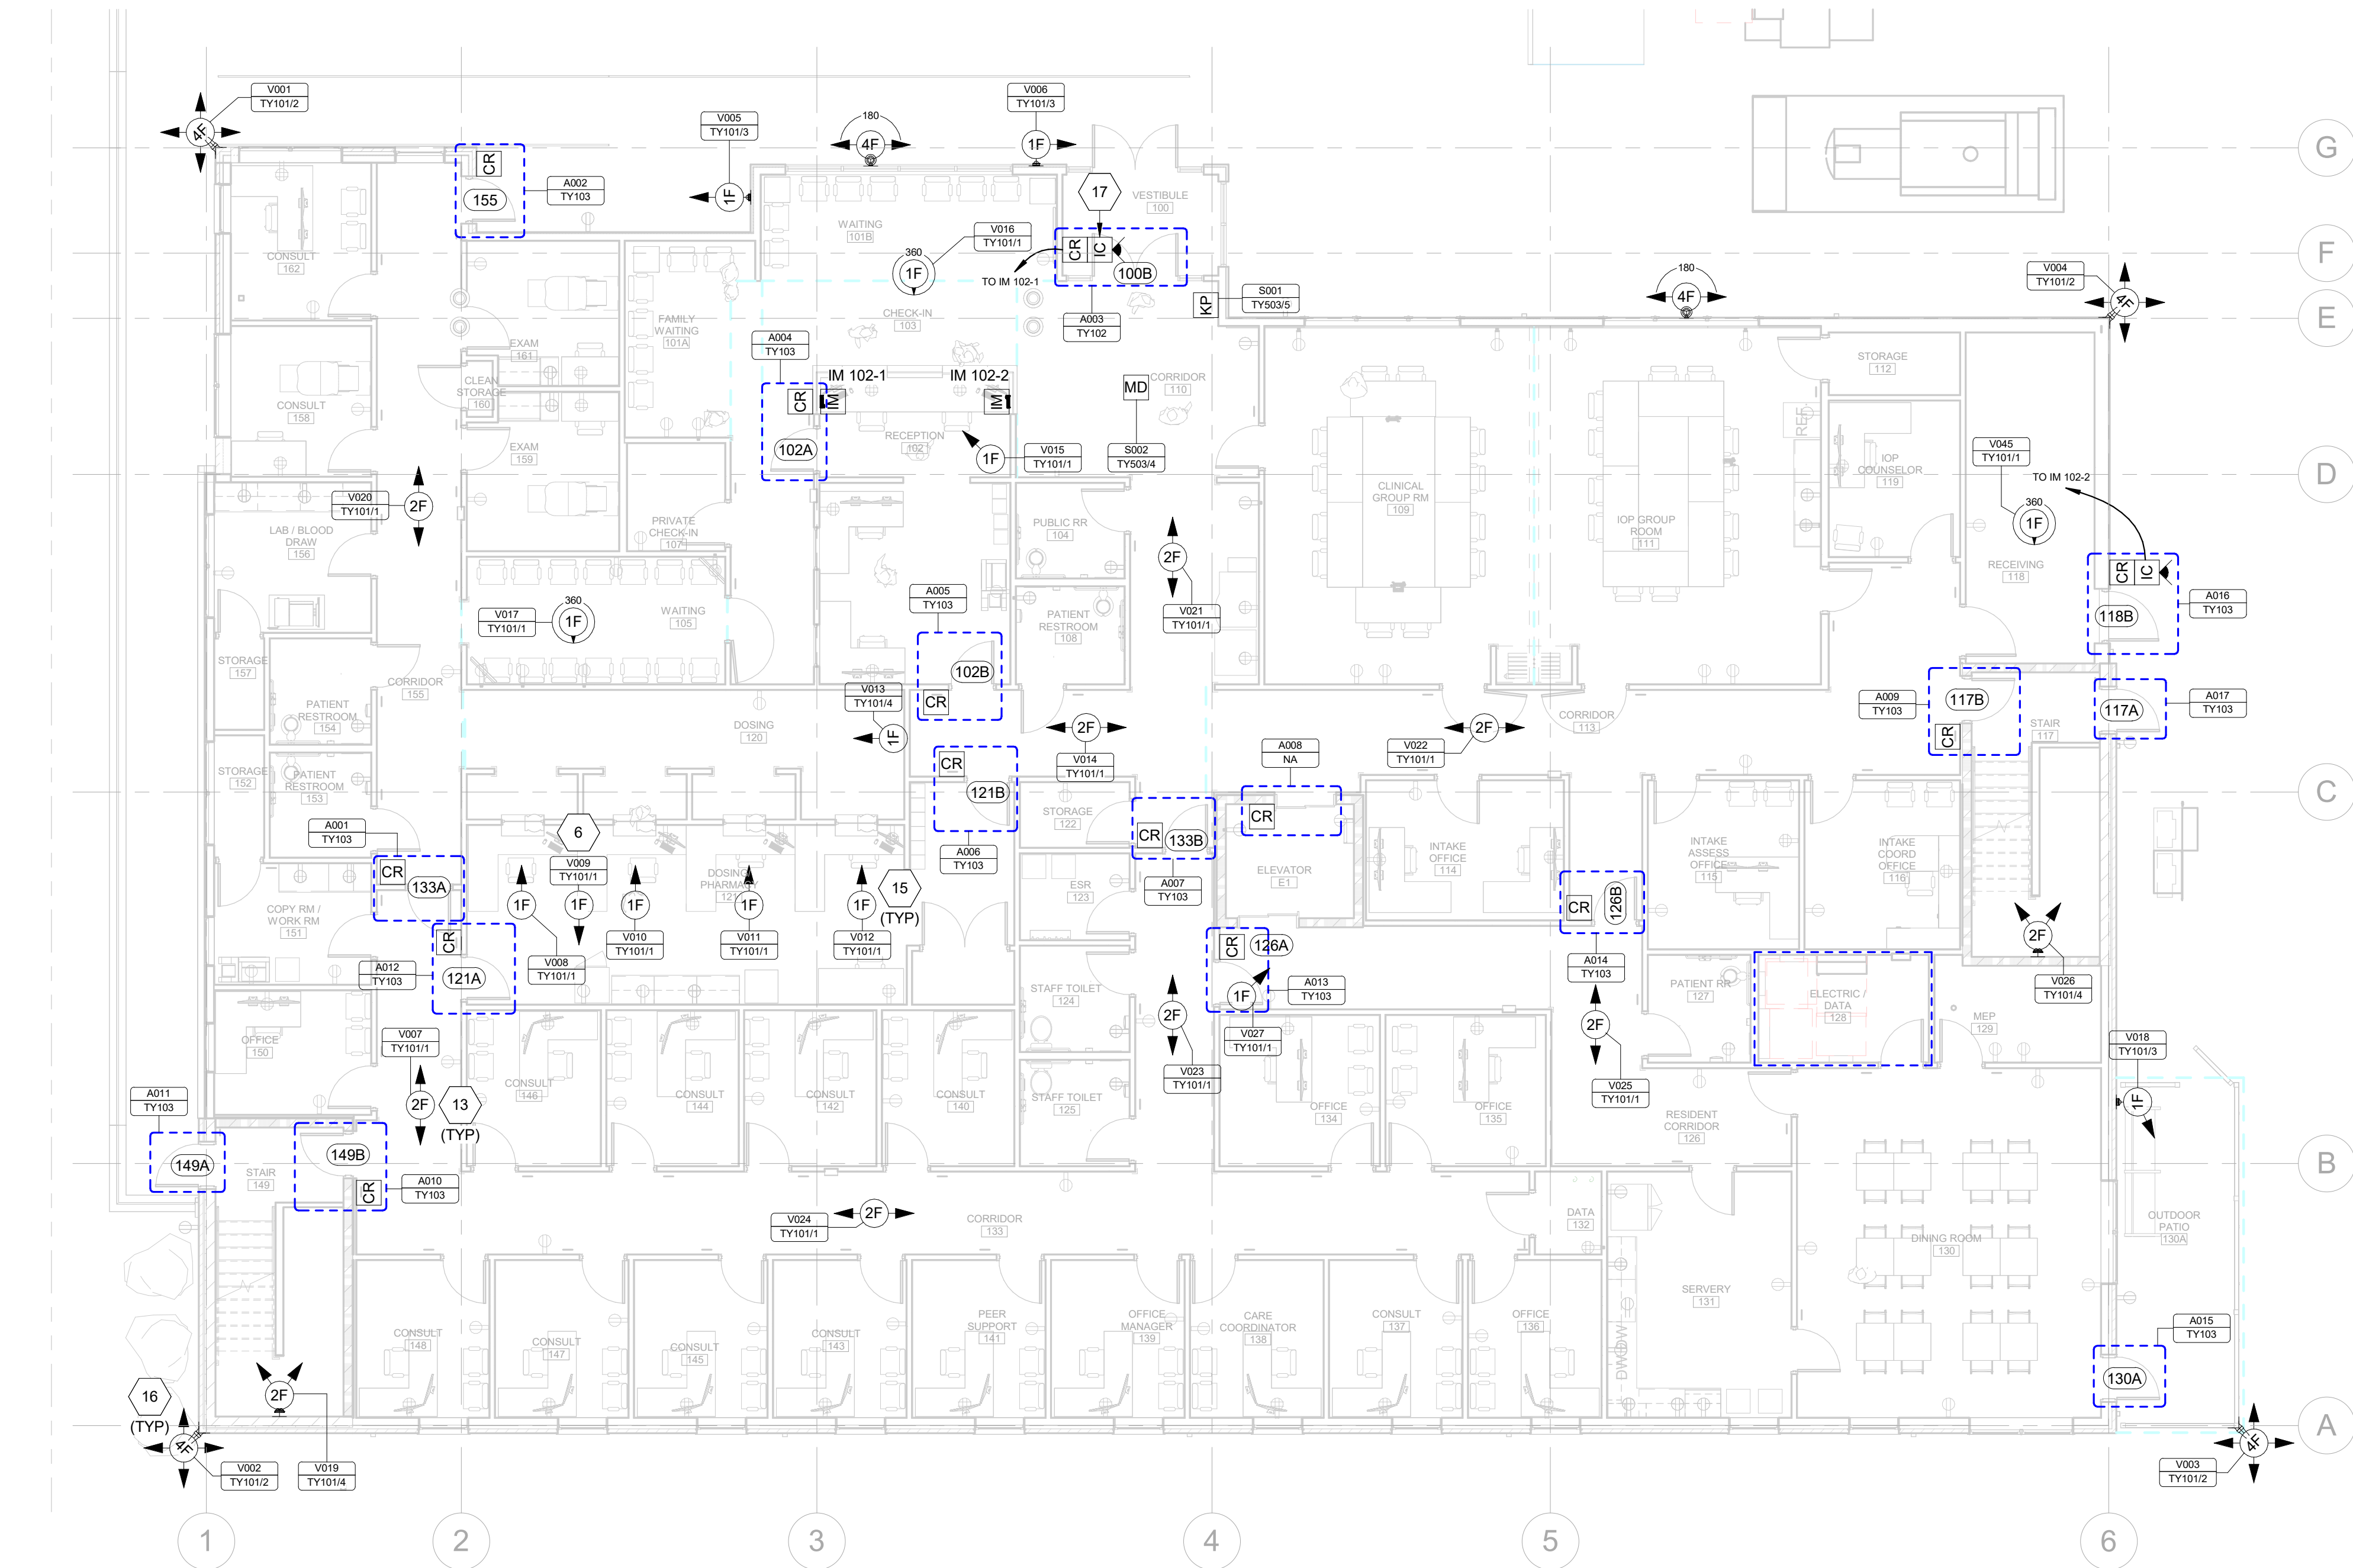 V001
TY101/2
4F
V005
TY101/3
1F
180
4F
V006
TY101/3
1F
G
CR
155
A002
TY103
17
VESTIBULE
100
WAITING
101B
V016
TY101/1
360
1F
CR
IC
100B
TO IM 102-1
A003
TY102
KP
S001
TY503/5
180
4F
V004
TY101/2
4F
F
E
CONSULT
162
FAMILY
WAITING
101A
CHECK-IN
103
A004
TY103
EXAM
161
CLEAN
STORAGE
160
CONSULT
158
IM 102-1
IM 102-2
CR
IM
IM
MD
CORRIDOR
110
STORAGE
112
REF
102A
RECEPTION
102
1F
V015
TY101/1
S002
TY503/4
EXAM
159
V045
TY101/1
TO IM 102-2
360
1F
IOP
COUNSELOR
119
D
V020
TY101/1
2F
CLINICAL
GROUP RM
109
IOP GROUP
ROOM
111
LAB / BLOOD
DRAW
156
PRIVATE
CHECK-IN
107
PUBLIC RR
104
2F
V021
TY101/1
RECEIVING
118
CR
IC
118B
A016
TY103
V017
TY101/1
360
1F
WAITING
105
A005
TY103
PATIENT
RESTROOM
108
STORAGE
157
CORRIDOR
155
102B
CR
PATIENT
RESTROOM
154
V013
TY101/4
1F
DOSING
120
2F
V014
TY101/1
A008
NA
V022
TY101/1
2F
CORRIDOR
113
A009
TY103
117B
CR
STAIR
117
117A
A017
TY103
STORAGE
152
PATIENT
RESTROOM
153
CR
121B
STORAGE
122
CR
133B
CR
C
A001
TY103
6
V009
TY101/1
A006
TY103
A007
TY103
ELEVATOR
E1
INTAKE
OFFICE
114
INTAKE
ASSESS
OFFICE
115
INTAKE
COORD
OFFICE
116
CR
133A
DOSING/
PHARMACY
121
15
(TYP)
ESR
123
CR
126B
COPY RM /
WORK RM
151
1F
1F
1F
1F
1F
V008
TY101/1
V010
TY101/1
V011
TY101/1
V012
TY101/1
CR
121A
A012
TY103
CR
126A
A013
TY103
1F
V027
TY101/1
A014
TY103
2F
V025
TY101/1
PATIENT RR
127
ELECTRIC /
DATA
128
MEP
129
2F
V026
TY101/4
STAFF TOILET
124
2F
V023
TY101/1
OFFICE
150
V007
TY101/1
2F
13
(TYP)
CONSULT
146
CONSULT
144
CONSULT
142
CONSULT
140
STAFF TOILET
125
OFFICE
134
OFFICE
135
RESIDENT
CORRIDOR
126
V018
TY101/3
1F
A011
TY103
149A
149B
STAIR
149
CR
A010
TY103
B
V024
TY101/1
2F
CORRIDOR
133
DATA
132
DINING ROOM
130
OUTDOOR
PATIO
130A
CONSULT
148
CONSULT
147
CONSULT
145
CONSULT
143
PEER
SUPPORT
141
OFFICE
MANAGER
139
CARE
COORDINATOR
138
CONSULT
137
OFFICE
136
DW
DW
SERVERY
131
A015
TY103
130A
16
(TYP)
2F
4F
V002
TY101/2
V019
TY101/4
4F
V003
TY101/2
A
1
2
3
4
5
6